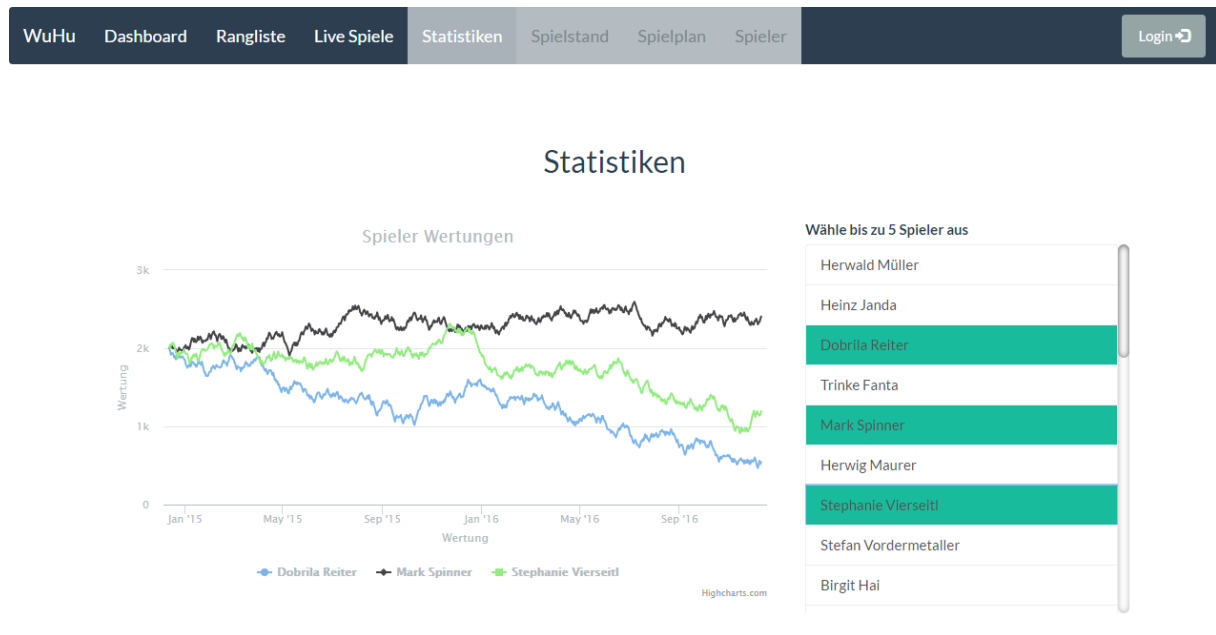 WuHu Dashboard Rangliste Live Spiele Statistiken Spielstand Spielplan Spieler Login
Statistiken
Spieler Wertungen
3k
2k
1k
0
Wertung
Jan '15 May '15 Sep '15 Jan '16 May '16 Sep '16
Wertung
Dobrila Reiter Mark Spinner Stephanie Vierseitl
Highcharts.com
Wähle bis zu 5 Spieler aus
Herwald Müller
Heinz Janda
Dobrila Reiter
Trinke Fanta
Mark Spinner
Herwig Maurer
Stephanie Vierseitl
Stefan Vordermetaller
Birgit Hai